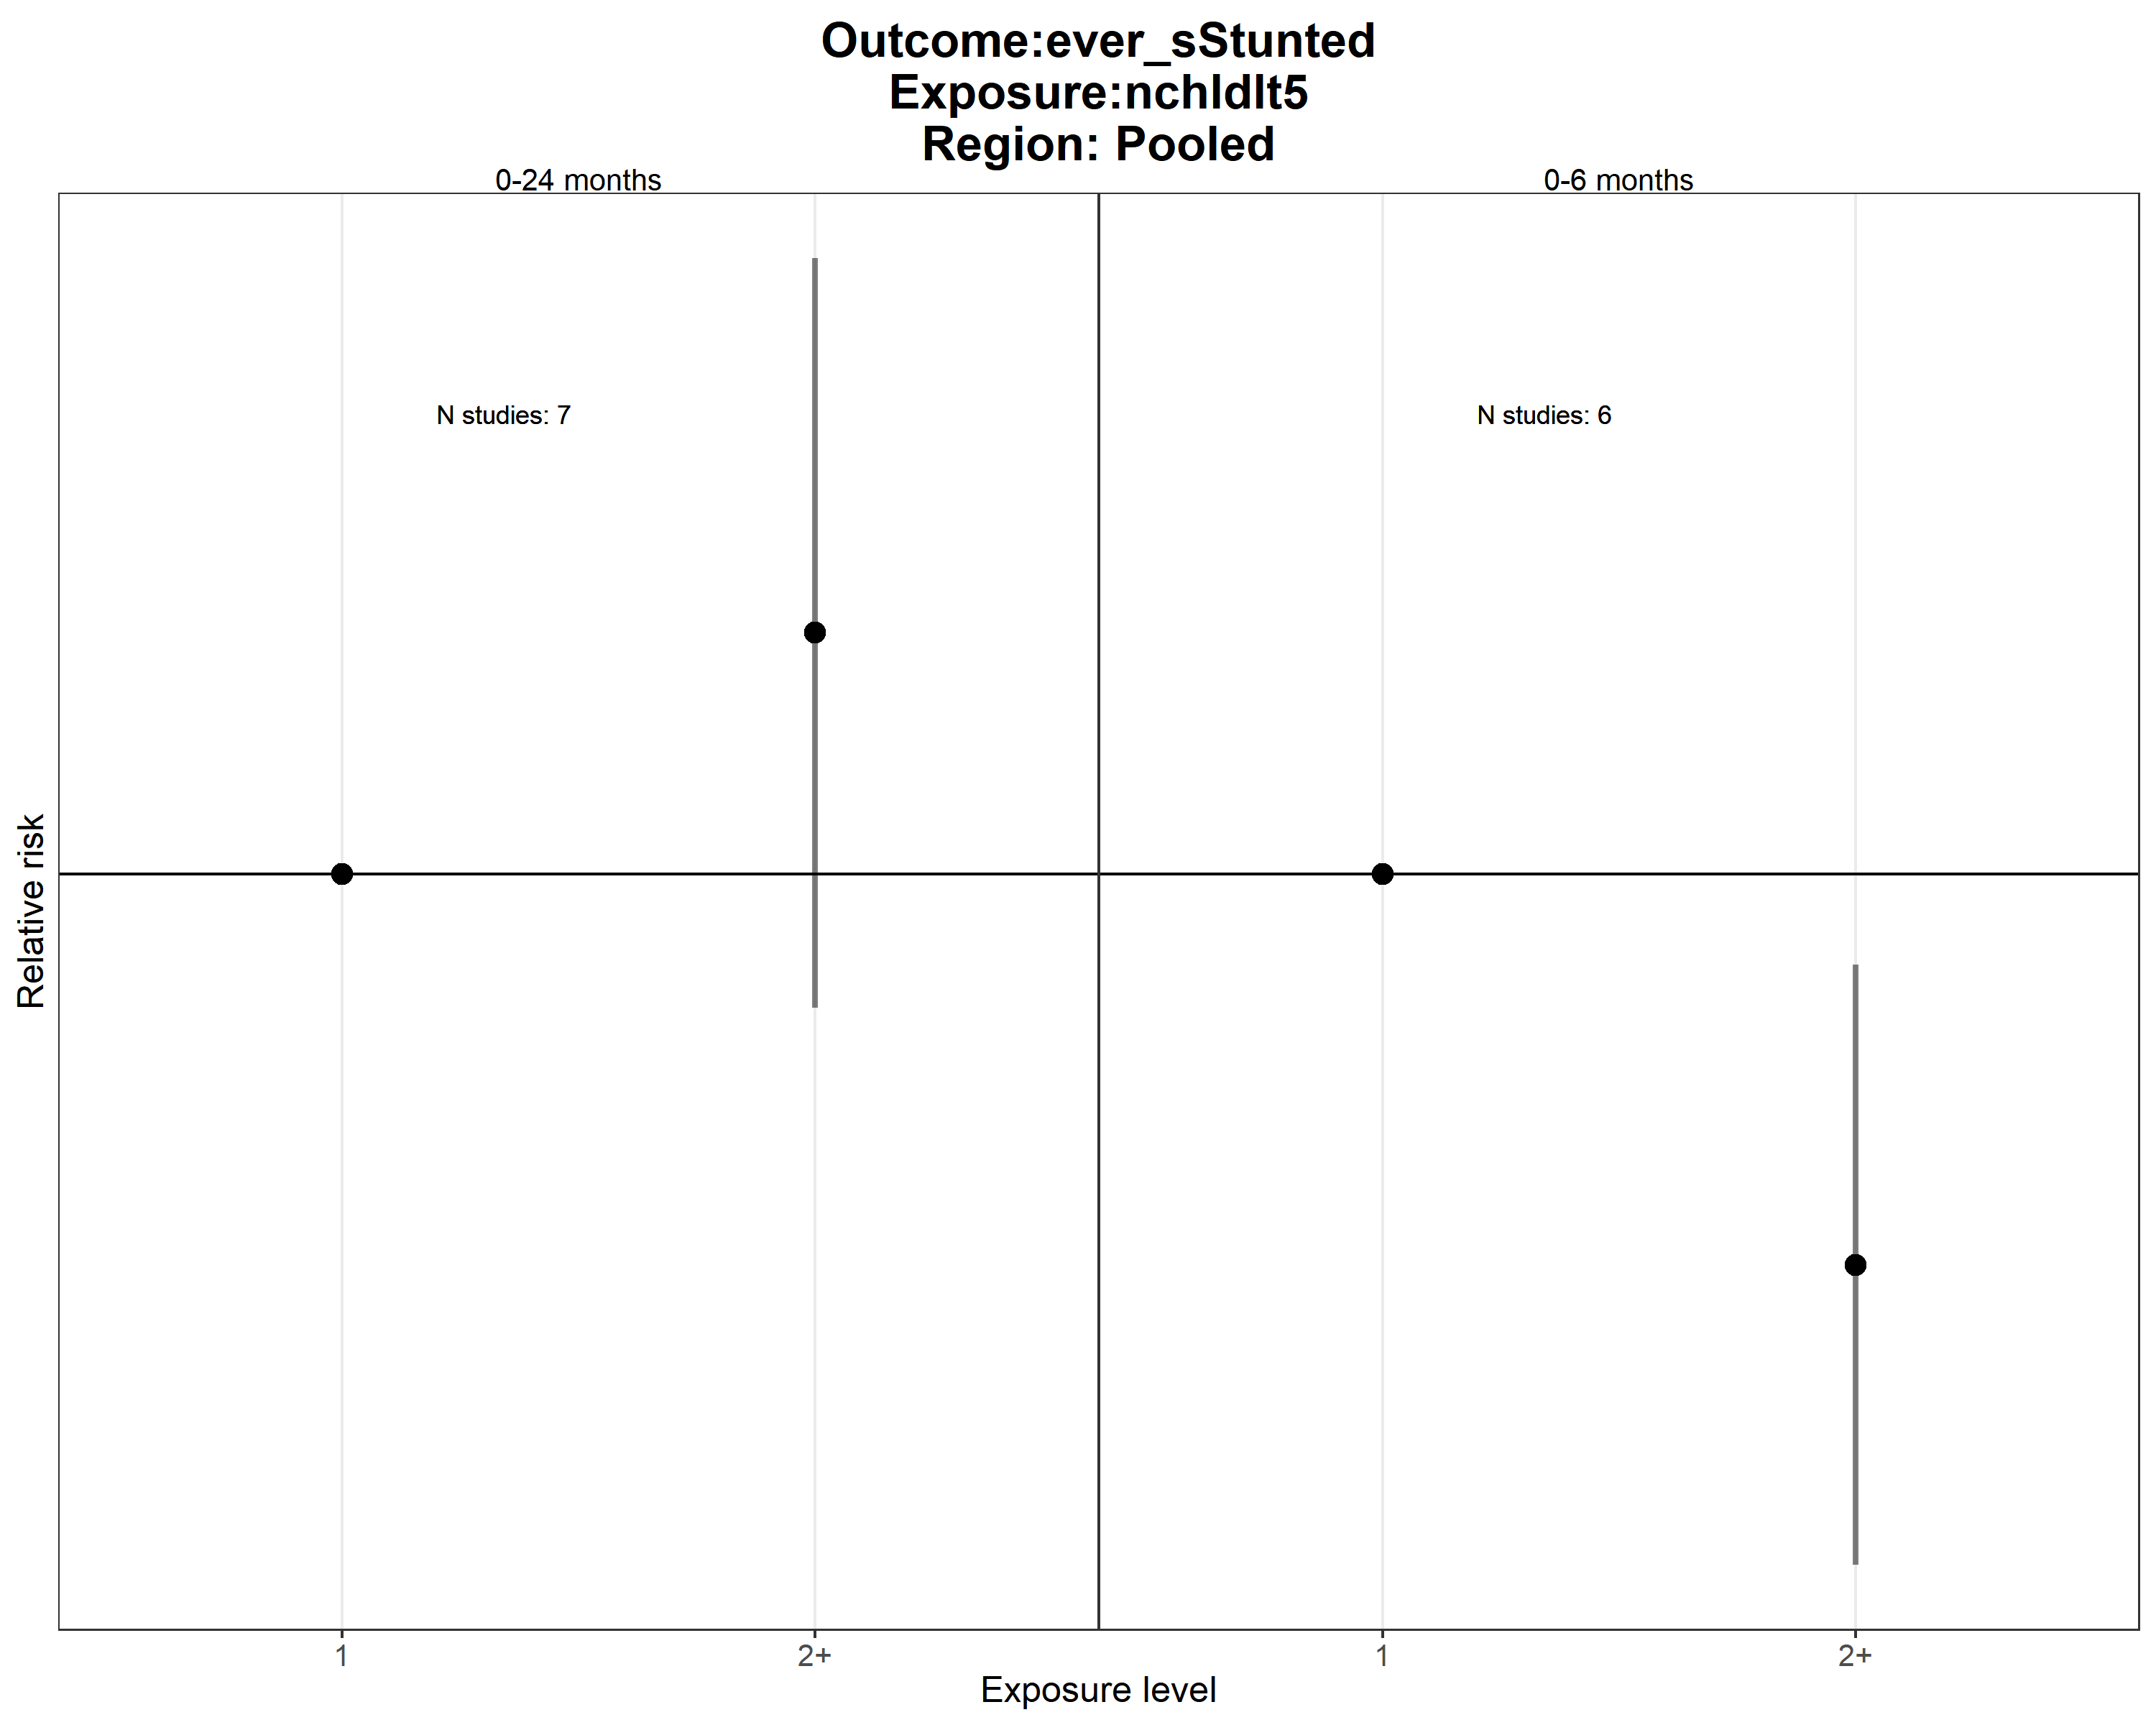 Outcome:ever_sStunted
Exposure:nchldlt5
Region: Pooled
0-24 months
0-6 months
N studies: 7
N studies: 6
Relative risk
1
2+
1
2+
Exposure level